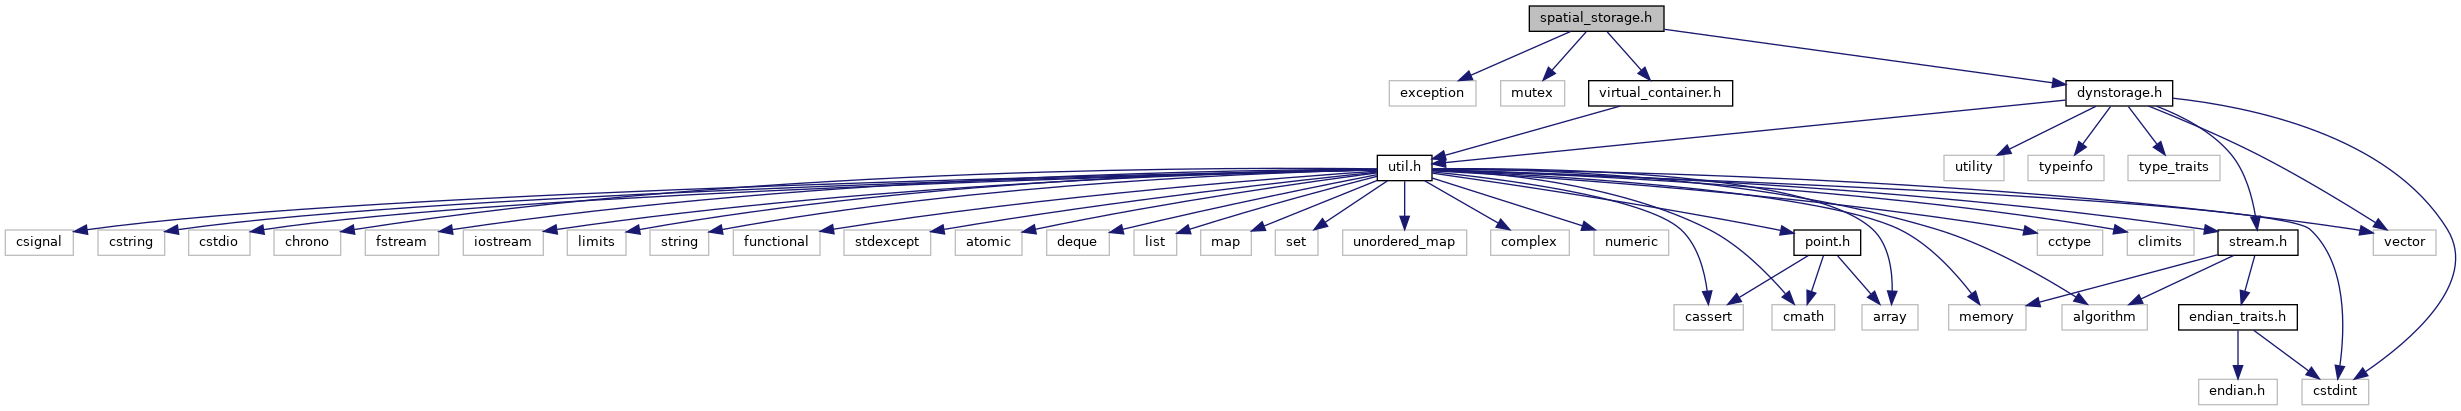 spatial_storage.h
exception
mutex
virtual_container.h
dynstorage.h
util.h
utility
typeinfo
type_traits
csignal
cstring
cstdio
chrono
fstream
iostream
limits
string
functional
stdexcept
atomic
deque
list
map
set
unordered_map
complex
numeric
point.h
cctype
climits
stream.h
vector
cassert
cmath
array
memory
algorithm
endian_traits.h
endian.h
cstdint